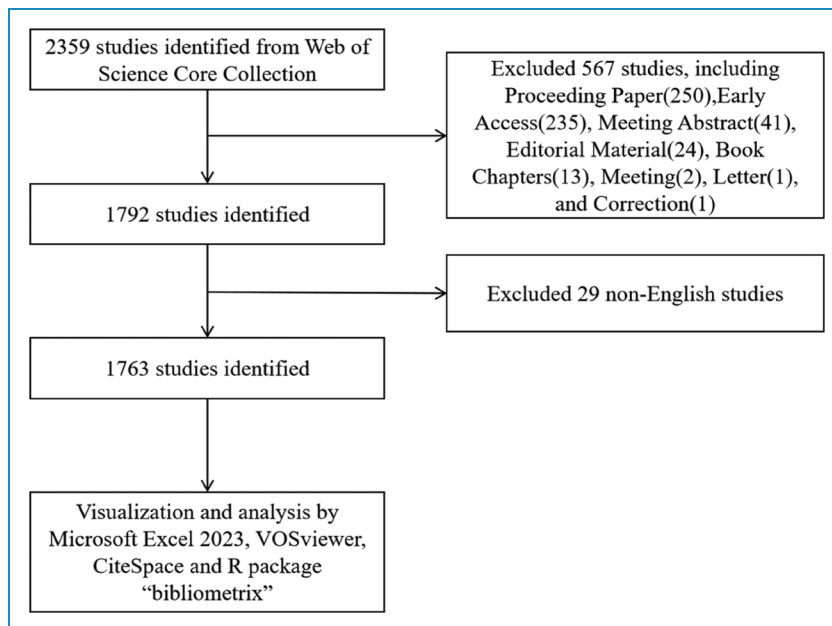 2359 studies identified from Web of
Science Core Collection
Excluded 567 studies, including
Proceeding Paper(250),Early
Access(235), Meeting Abstract(41),
Editorial Material(24), Book
Chapters(13), Meeting(2), Letter(1),
and Correction(1)
1792 studies identified
Excluded 29 non-English studies
1763 studies identified
Visualization and analysis by
Microsoft Excel 2023, VOSviewer,
CiteSpace and R package
“bibliometrix”